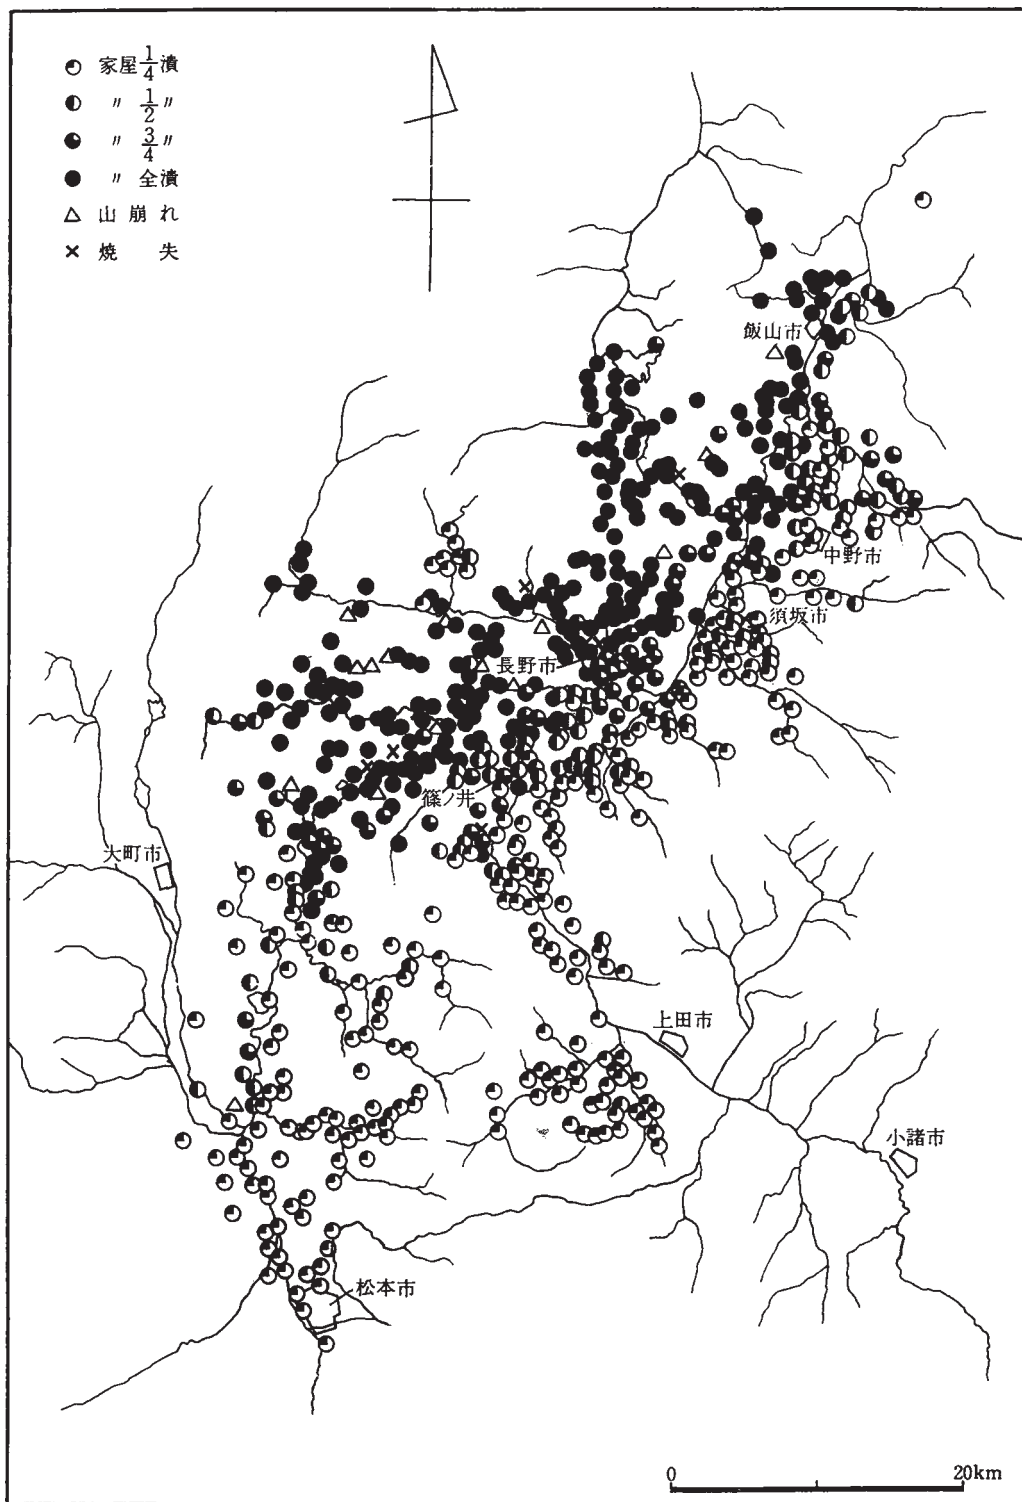 家屋1/4潰
〃 1/2 〃
〃 3/4 〃
〃 全潰
山崩れ
焼 失
飯山市
中野市
須坂市
長野市
篠ノ井
大町市
上田市
小諸市
松本市
0 20km